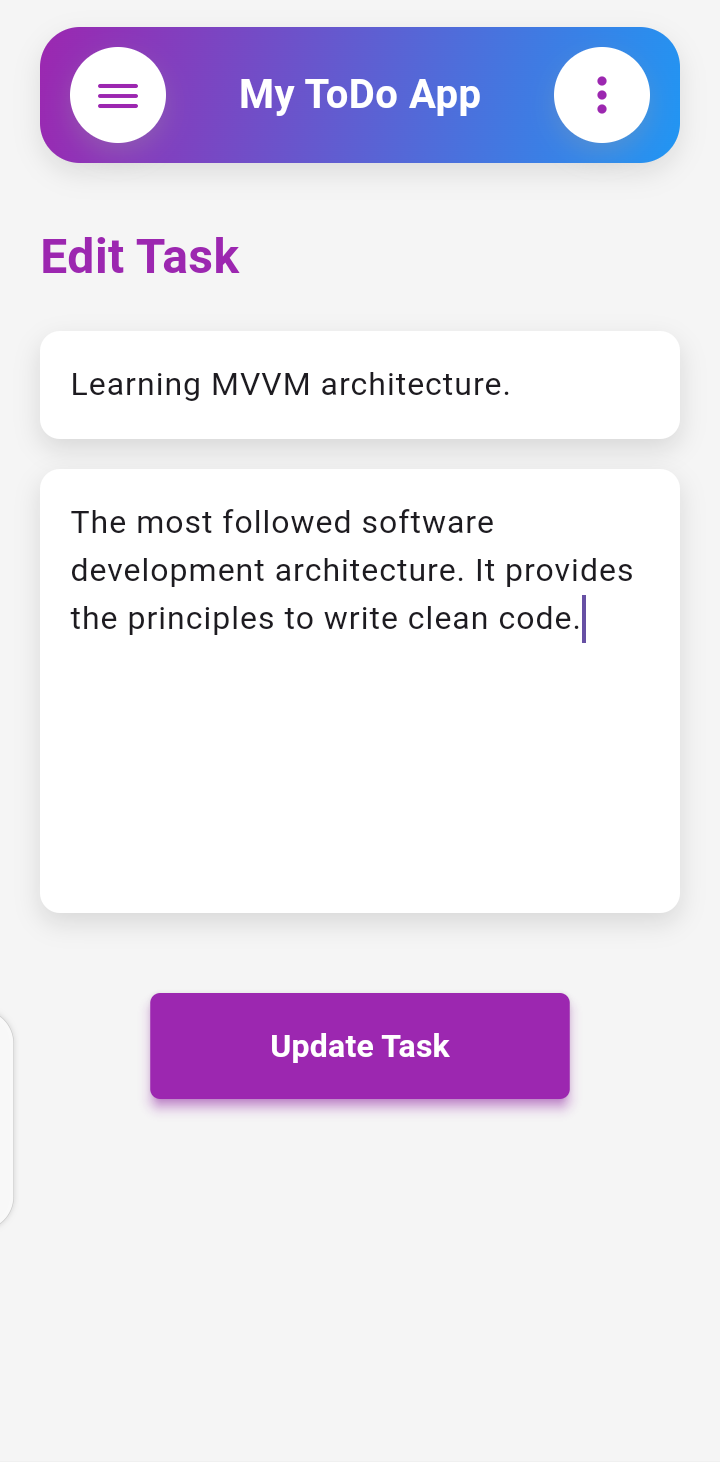 My ToDo App
Edit Task
Learning MVVM architecture.
The most followed software
development architecture. It provides
the principles to write clean code.
Update Task